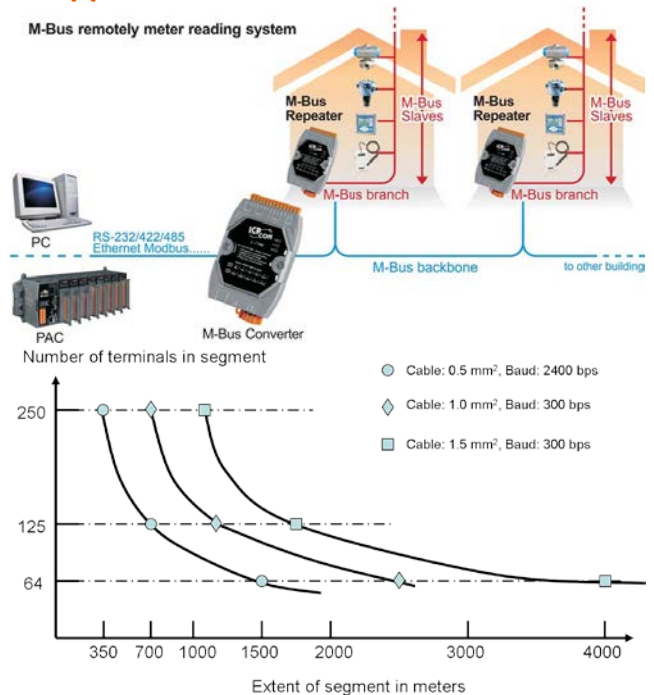 M-Bus remotely meter reading system
M-Bus
Repeater
M-Bus
Slaves
M-Bus branch
M-Bus
Repeater
M-Bus
Slaves
M-Bus branch
PC
RS-232/422/485
Ethernet Modbus......
ICP
CON
M-Bus backbone
to other building
PAC
M-Bus Converter
Number of terminals in segment
Cable: 0.5 mm², Baud: 2400 bps
Cable: 1.0 mm², Baud: 300 bps
Cable: 1.5 mm², Baud: 300 bps
250
125
64
350 700 1000 1500 2000 3000 4000
Extent of segment in meters